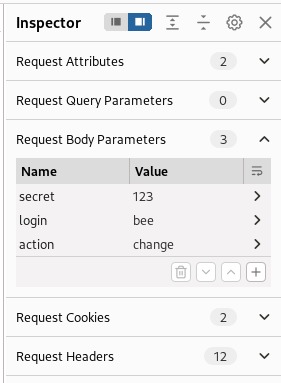 Inspector
Request Attributes 2
Request Query Parameters 0
Request Body Parameters 3
Name Value
secret 123
login bee
action change
Request Cookies 2
Request Headers 12